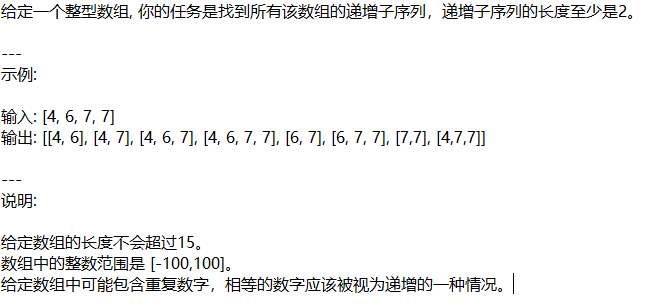 给定一个整型数组, 你的任务是找到所有该数组的递增子序列，递增子序列的长度至少是2。
---
示例:
输入: [4, 6, 7, 7]
输出: [[4, 6], [4, 7], [4, 6, 7], [4, 6, 7, 7], [6, 7], [6, 7, 7], [7,7], [4,7,7]]
---
说明:
给定数组的长度不会超过15。
数组中的整数范围是 [-100,100]。
给定数组中可能包含重复数字，相等的数字应该被视为递增的一种情况。